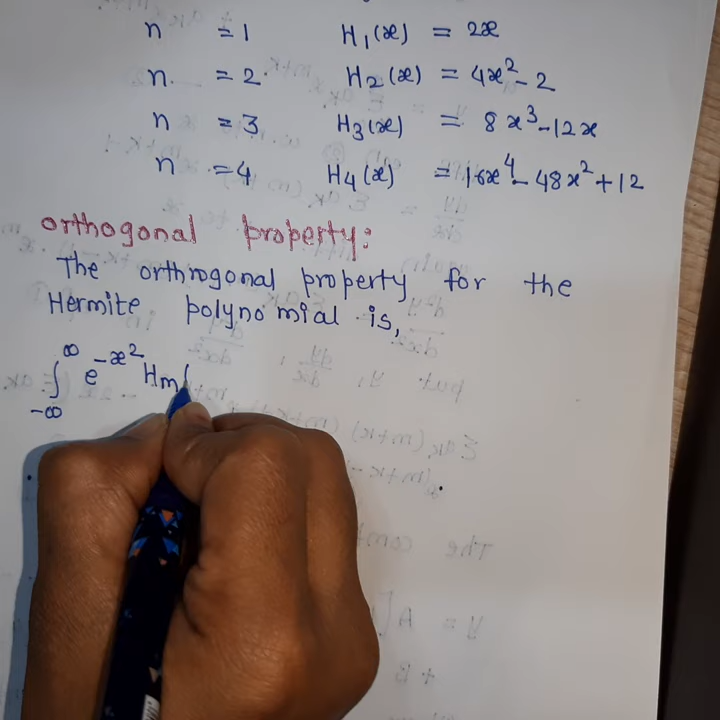 n = 1 H₁(x) = 2x
n = 2 H₂(x) = 4x² - 2
n = 3 H₃(x) = 8x³ - 12x
n = 4 H₄(x) = 16x⁴ - 48x² + 12
orthogonal property:
The orthogonal property for the
Hermite polynomial is,
∫_{-∞}^{∞} e^{-x²} Hm(